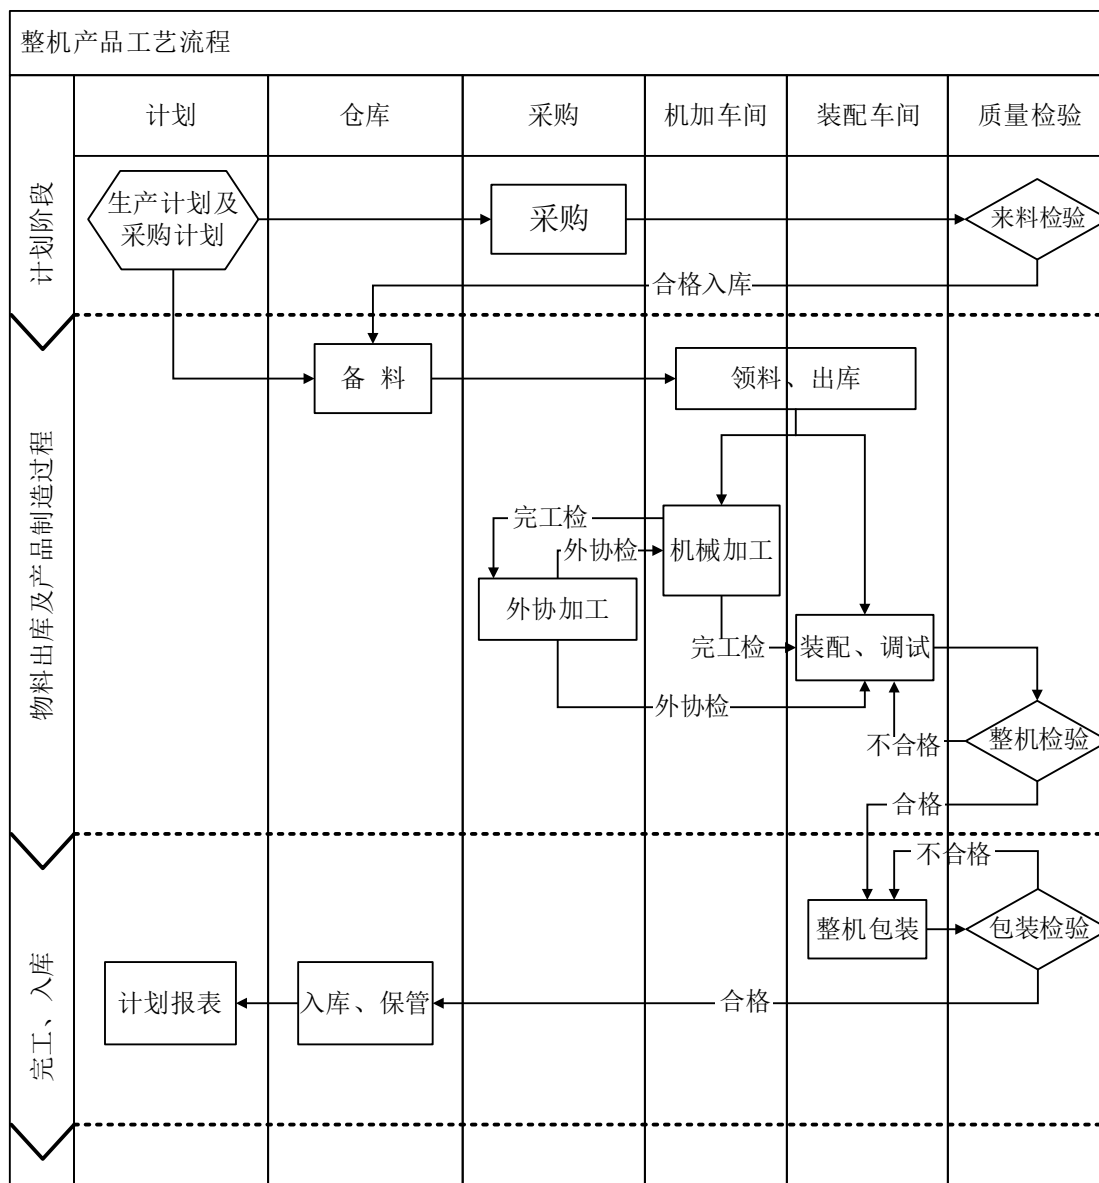 整机产品工艺流程
计划
仓库
采购
机加车间
装配车间
质量检验
计划阶段
生产计划及
采购计划
采购
来料检验
合格入库
物料出库及产品制造过程
备 料
领料、出库
完工检
外协检
机械加工
外协加工
完工检
装配、调试
外协检
不合格
整机检验
合格
完工、入库
不合格
整机包装
包装检验
计划报表
入库、保管
合格